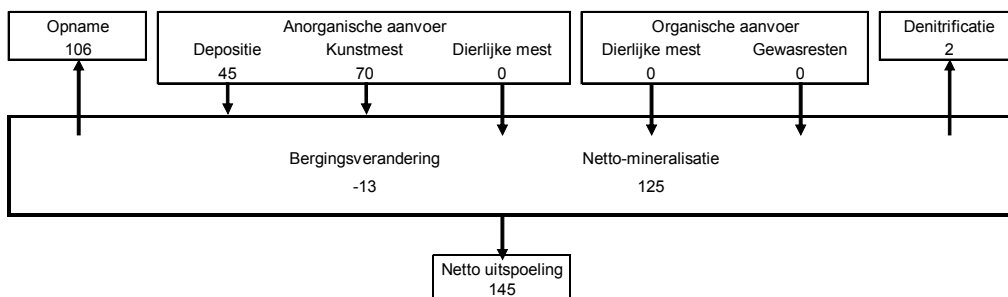 Opname
106
Anorganische aanvoer
Depositie Kunstmest Dierlijke mest
45 70 0
Organische aanvoer
Dierlijke mest Gewasresten
0 0
Denitrificatie
2
Bergingsverandering Netto-mineralisatie
-13 125
Netto uitspoeling
145